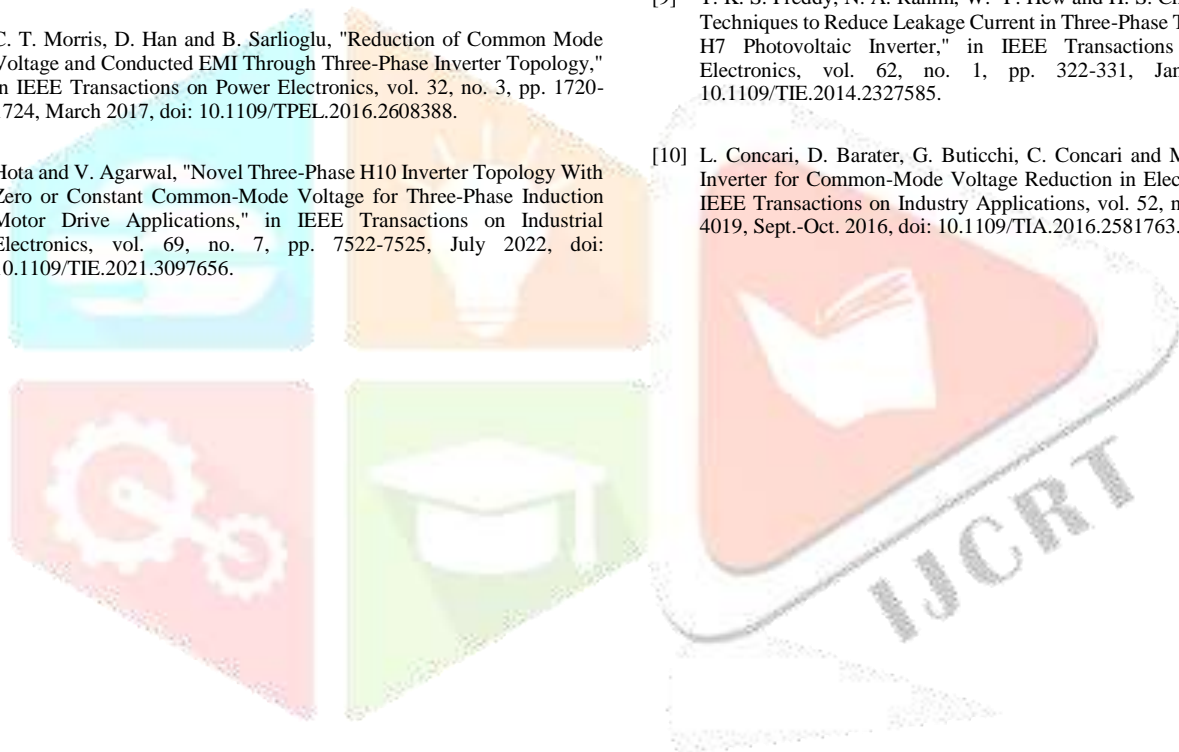 C. T. Morris, D. Han and B. Sarlioglu, "Reduction of Common Mode
Voltage and Conducted EMI Through Three-Phase Inverter Topology,"
in IEEE Transactions on Power Electronics, vol. 32, no. 3, pp. 1720-
1724, March 2017, doi: 10.1109/TPEL.2016.2608388.
Hota and V. Agarwal, "Novel Three-Phase H10 Inverter Topology With
Zero or Constant Common-Mode Voltage for Three-Phase Induction
Motor Drive Applications," in IEEE Transactions on Industrial
Electronics, vol. 69, no. 7, pp. 7522-7525, July 2022, doi:
10.1109/TIE.2021.3097656.
Techniques to Reduce Leakage Current in Three-Phase
H7 Photovoltaic Inverter," in IEEE Transactions
Electronics, vol. 62, no. 1, pp. 322-331,
10.1109/TIE.2014.2327585.
[10] L. Concari, D. Barater, G. Buticchi, C. Concari and
Inverter for Common-Mode Voltage Reduction in
IEEE Transactions on Industry Applications, vol. 52,
4019, Sept.-Oct. 2016, doi: 10.1109/TIA.2016.2581763.
IJCRT